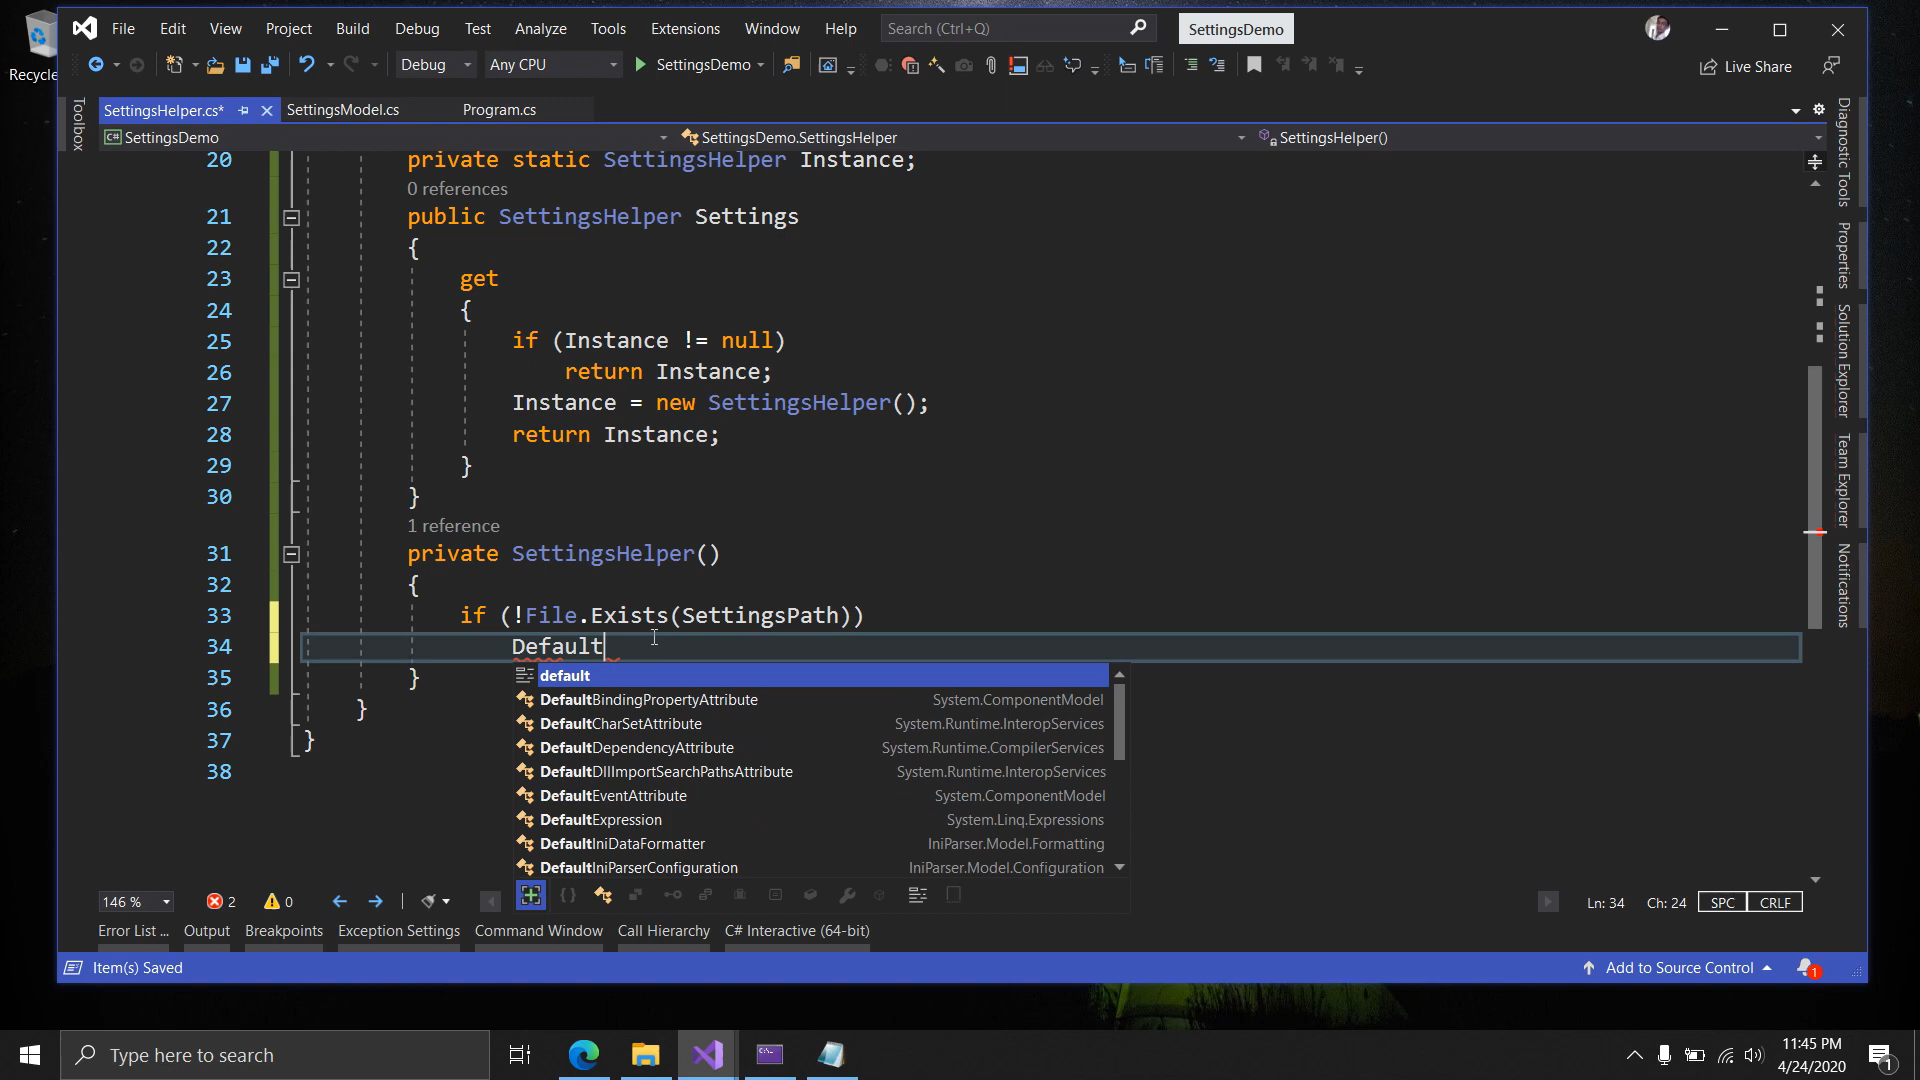 Recycle
File Edit View Project Build Debug Test Analyze Tools Extensions Window Help Search (Ctrl+Q) SettingsDemo
Debug Any CPU SettingsDemo Live Share
Toolbox
SettingsHelper.cs* SettingsModel.cs Program.cs
SettingsDemo SettingsDemo.SettingsHelper SettingsHelper()
20 private static SettingsHelper Instance;
0 references
21 public SettingsHelper Settings
22 {
23 get
24 {
25 if (Instance != null)
26 return Instance;
27 Instance = new SettingsHelper();
28 return Instance;
29 }
30 }
1 reference
31 private SettingsHelper()
32 {
33 if (!File.Exists(SettingsPath))
34 Default
35 }
36 }
37 }
38
default
DefaultBindingPropertyAttribute System.ComponentModel
DefaultCharSetAttribute System.Runtime.InteropServices
DefaultDependencyAttribute System.Runtime.CompilerServices
DefaultDllImportSearchPathsAttribute System.Runtime.InteropServices
DefaultEventAttribute System.ComponentModel
DefaultExpression System.Linq.Expressions
DefaultIniDataFormatter IniParser.Model.Formatting
DefaultIniParserConfiguration IniParser.Model.Configuration
Diagnostic Tools
Properties
Solution Explorer
Team Explorer
Notifications
146 % 2 0 Ln: 34 Ch: 24 SPC CRLF
Error List ... Output Breakpoints Exception Settings Command Window Call Hierarchy C# Interactive (64-bit)
Item(s) Saved Add to Source Control 1
Type here to search
11:45 PM
4/24/2020
1